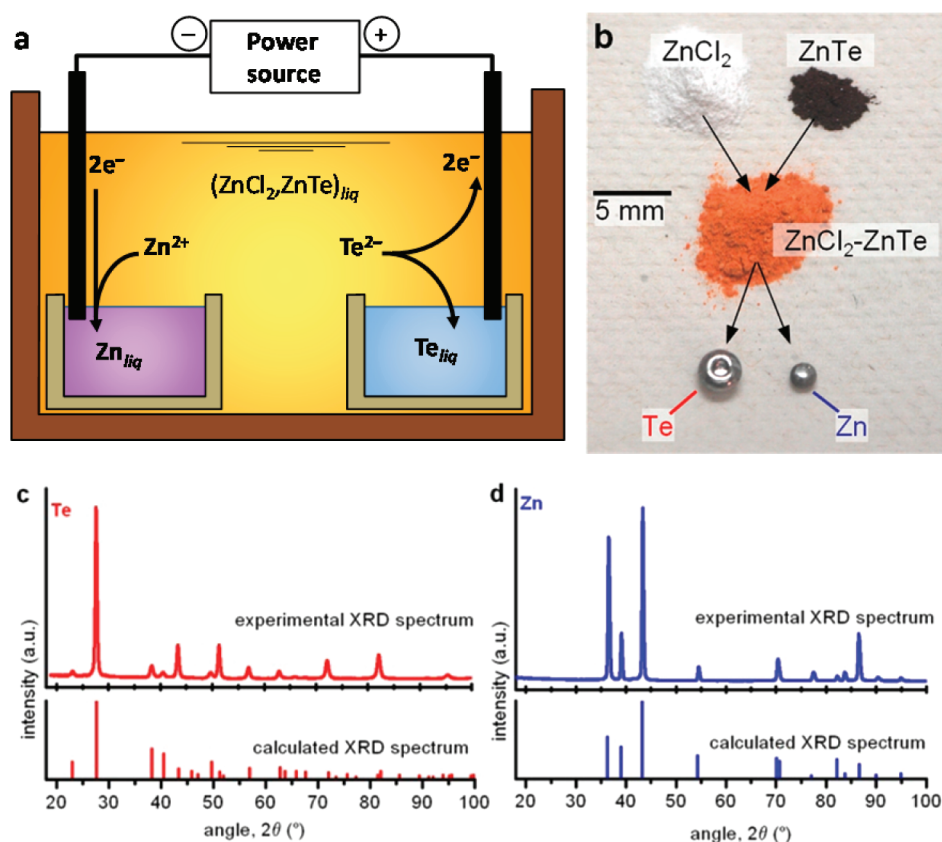 a
− Power source +
2e⁻
2e⁻
(ZnCl₂,ZnTe)liq
Zn²⁺
Te²⁻
Znliq
Teliq
b
ZnCl₂
ZnTe
5 mm
ZnCl₂-ZnTe
Te
Zn
c
Te
experimental XRD spectrum
calculated XRD spectrum
intensity (a.u.)
20 30 40 50 60 70 80 90 100
angle, 2θ (°)
d
Zn
experimental XRD spectrum
calculated XRD spectrum
intensity (a.u.)
20 30 40 50 60 70 80 90 100
angle, 2θ (°)